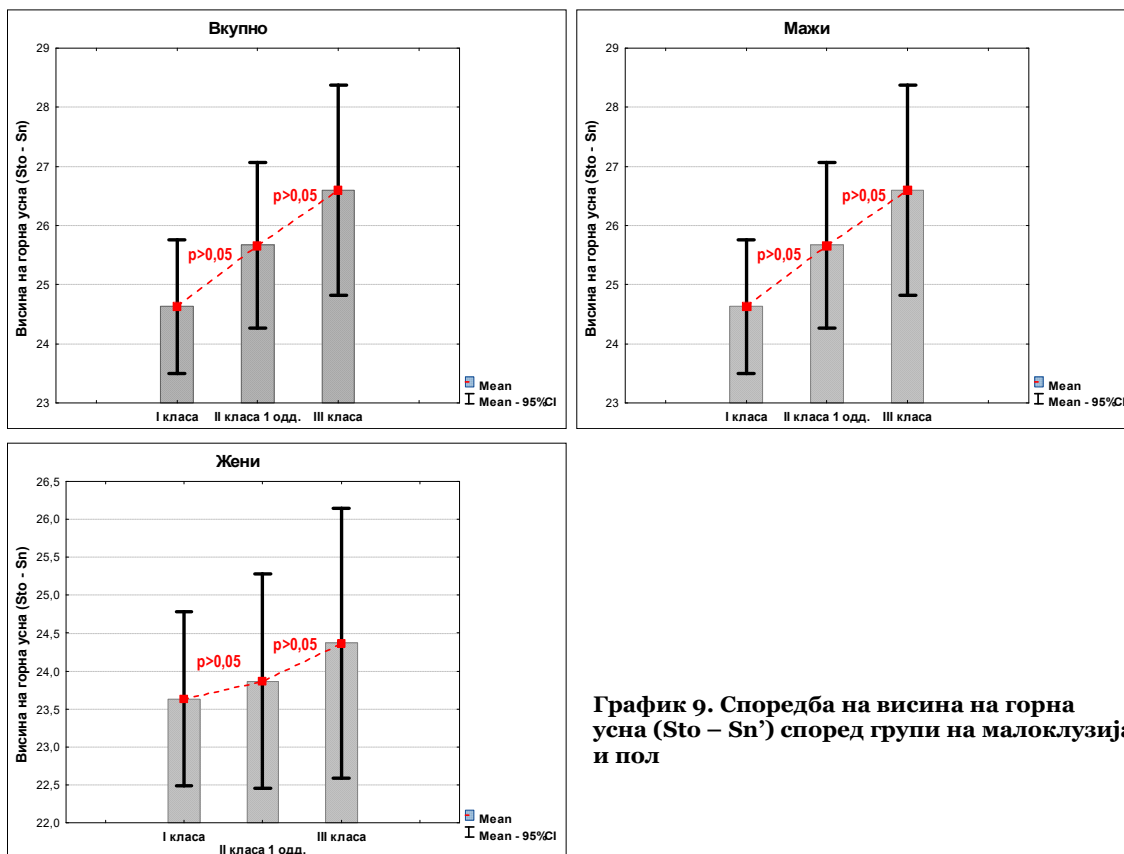 Вкупно
Висина на горна усна (Sto - Sn)
29
28
27
26
25
24
23
p>0,05
p>0,05
I класа
II класа 1 одд.
III класа
Mean
Mean - 95%CI
Мажи
Висина на горна усна (Sto - Sn)
29
28
27
26
25
24
23
p>0,05
p>0,05
I класа
II класа 1 одд.
III класа
Mean
Mean - 95%CI
Жени
Висина на горна усна (Sto - Sn)
26,5
26,0
25,5
25,0
24,5
24,0
23,5
23,0
22,5
22,0
p>0,05
p>0,05
I класа
II класа 1 одд.
III класа
Mean
Mean - 95%CI
График 9. Споредба на висина на горна
усна (Sto – Sn’) според групи на малоклузија
и пол